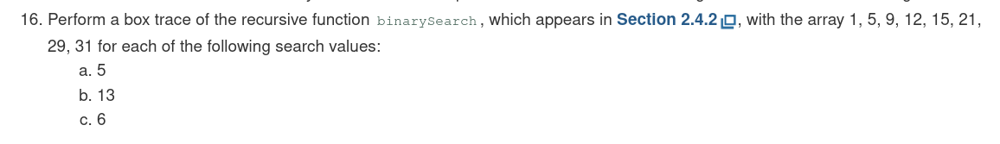 16. Perform a box trace of the recursive function binarySearch, which appears in Section 2.4.2, with the array 1, 5, 9, 12, 15, 21,
29, 31 for each of the following search values:
a. 5
b. 13
c. 6